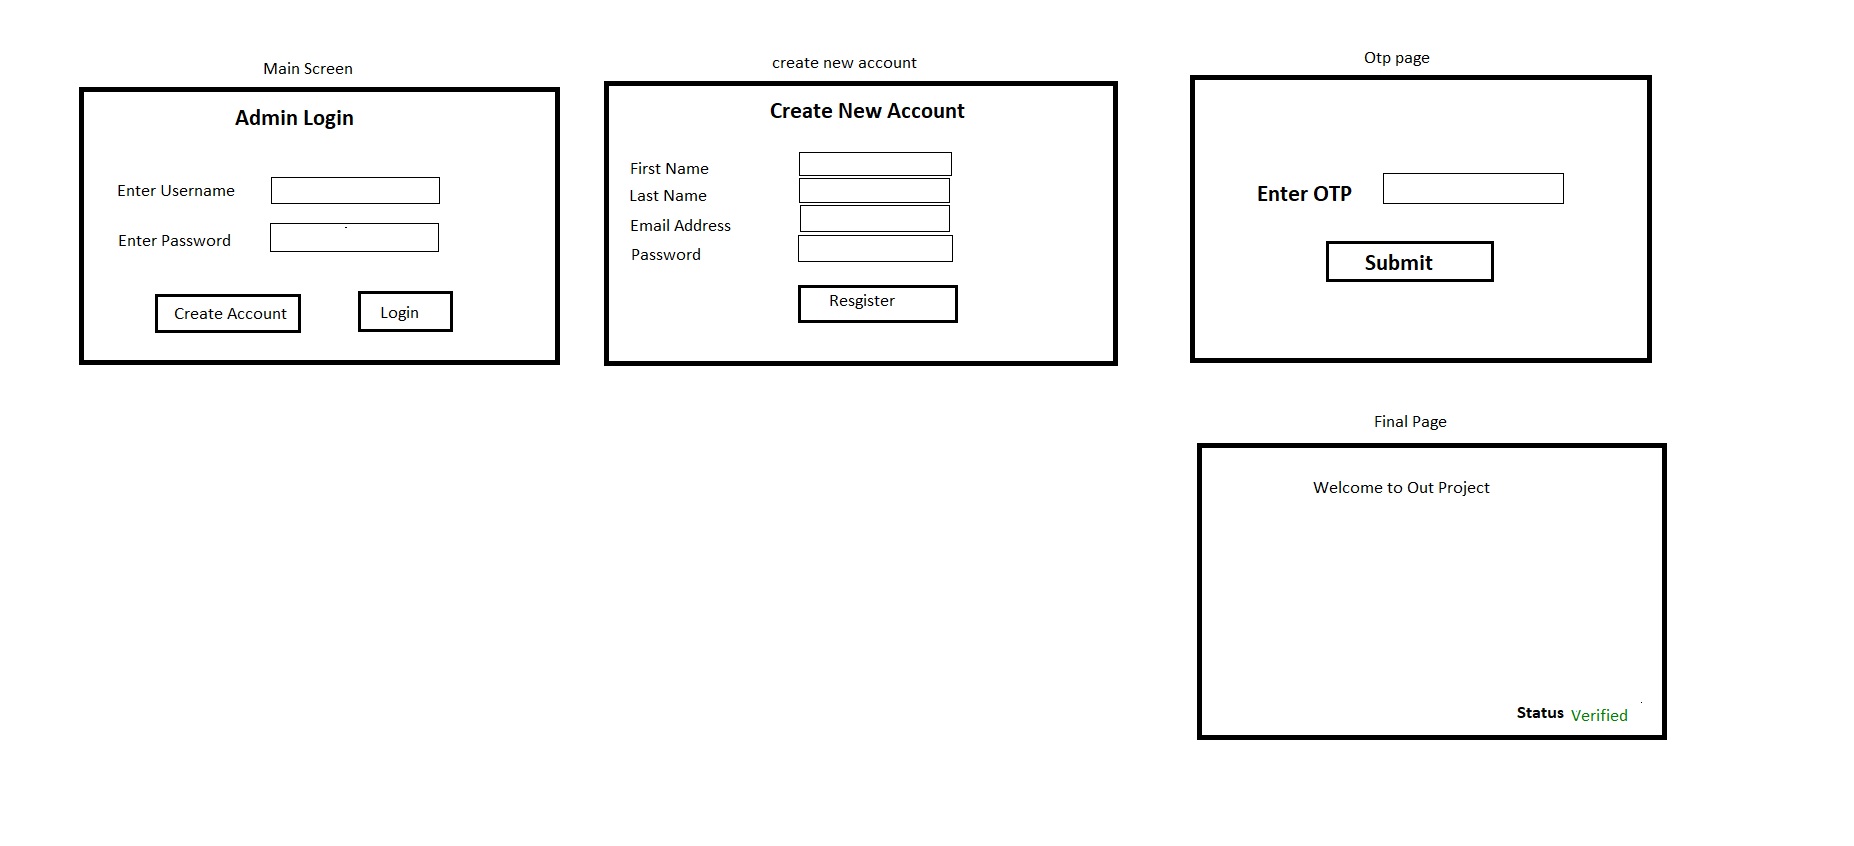 Main Screen
Admin Login
Enter Username
Enter Password
Create Account
Login
create new account
Create New Account
First Name
Last Name
Email Address
Password
Resgister
Otp page
Enter OTP
Submit
Final Page
Welcome to Out Project
Status Verified